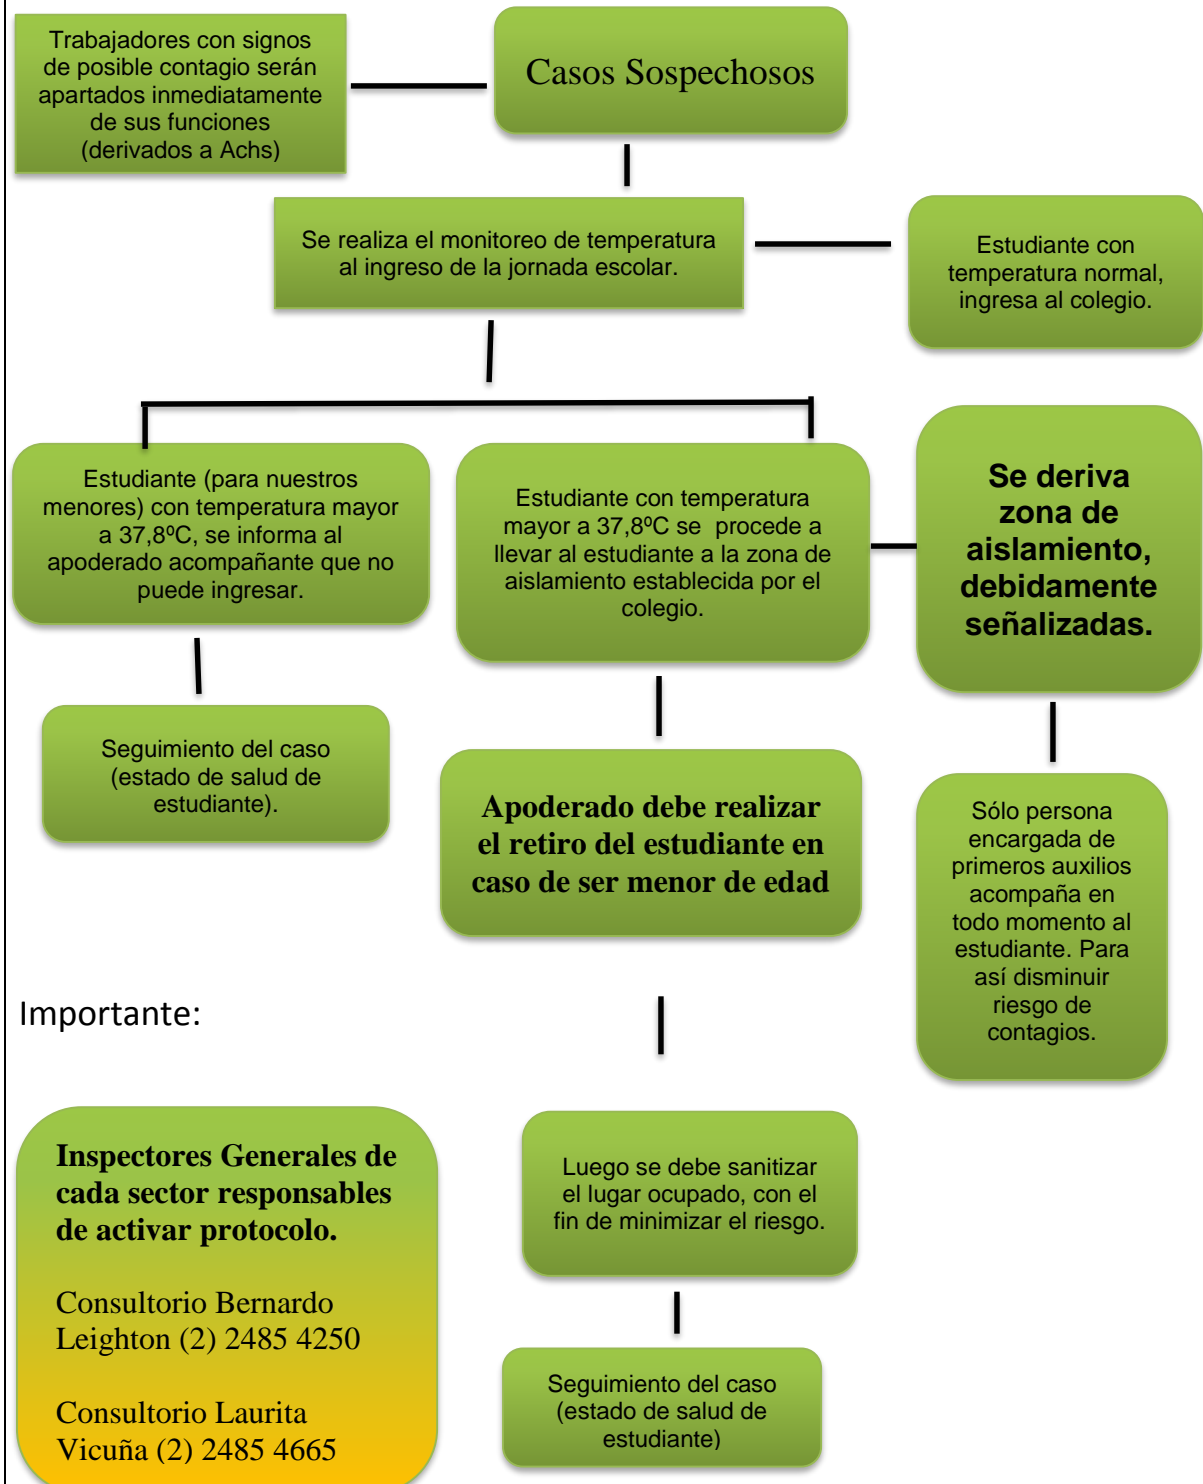 Trabajadores con signos
de posible contagio serán
apartados inmediatamente
de sus funciones
(derivados a Achs)
Casos Sospechosos
Se realiza el monitoreo de temperatura
al ingreso de la jornada escolar.
Estudiante con
temperatura normal,
ingresa al colegio.
Estudiante (para nuestros
menores) con temperatura mayor
a 37,8ºC, se informa al
apoderado acompañante que no
puede ingresar.
Estudiante con temperatura
mayor a 37,8ºC se procede a
llevar al estudiante a la zona de
aislamiento establecida por el
colegio.
Se deriva
zona de
aislamiento,
debidamente
señalizadas.
Seguimiento del caso
(estado de salud de
estudiante).
Apoderado debe realizar
el retiro del estudiante en
caso de ser menor de edad
Sólo persona
encargada de
primeros auxilios
acompaña en
todo momento al
estudiante. Para
así disminuir
riesgo de
contagios.
Importante:
Inspectores Generales de
cada sector responsables
de activar protocolo.
Consultorio Bernardo
Leighton (2) 2485 4250
Consultorio Laurita
Vicuña (2) 2485 4665
Luego se debe sanitizar
el lugar ocupado, con el
fin de minimizar el riesgo.
Seguimiento del caso
(estado de salud de
estudiante)